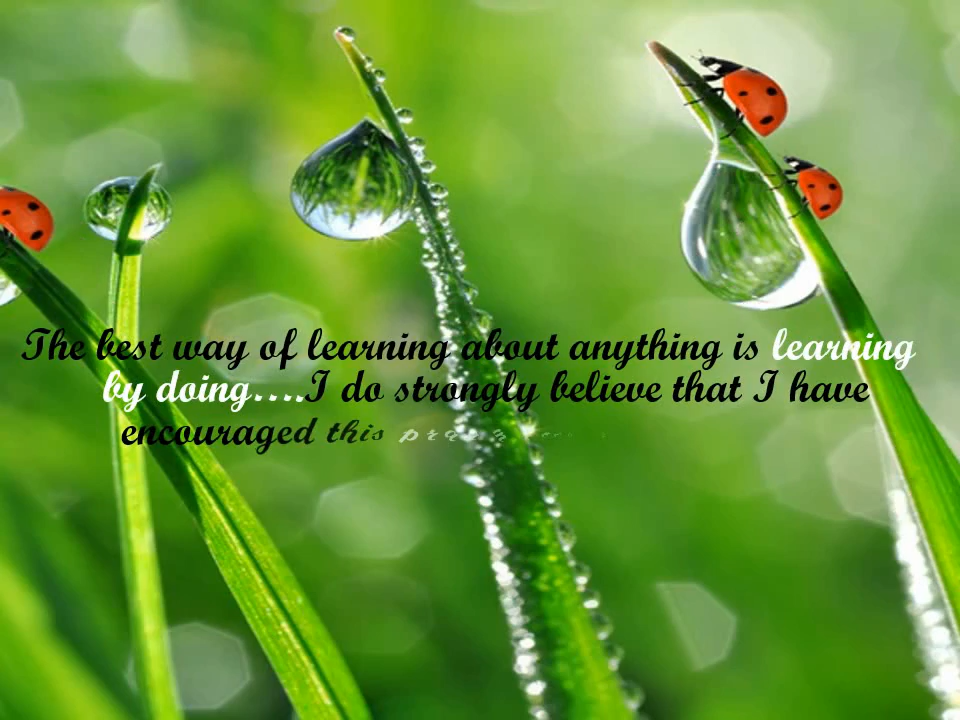 The best way of learning about anything is learning
by doing….I do strongly believe that I have
encouraged this